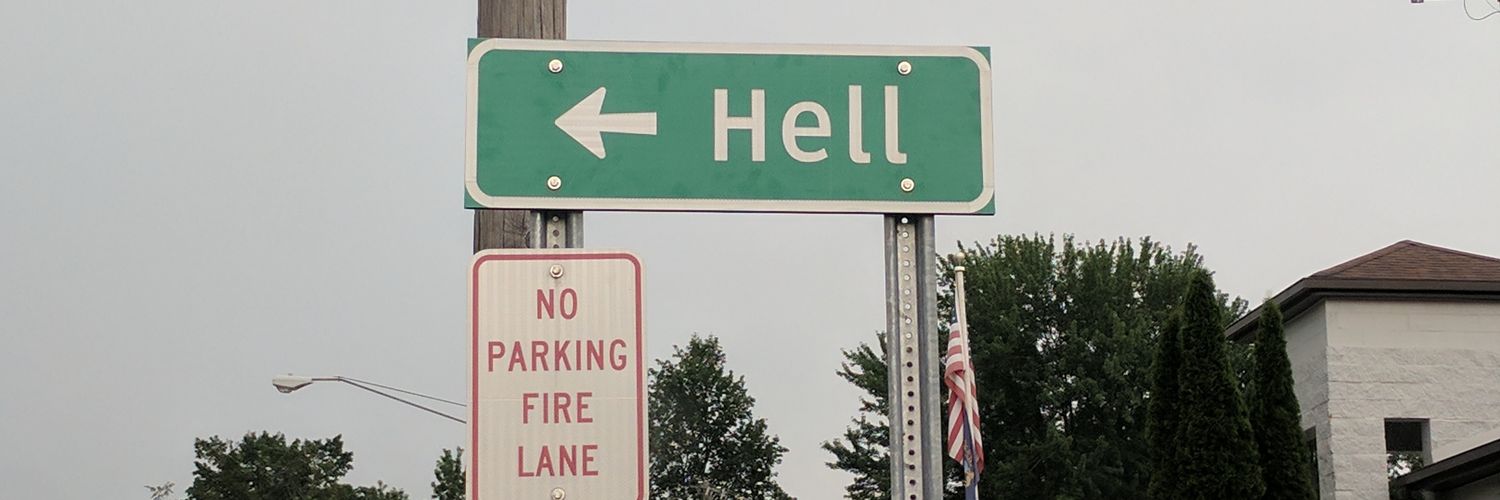 Hell
NO
PARKING
FIRE
LANE